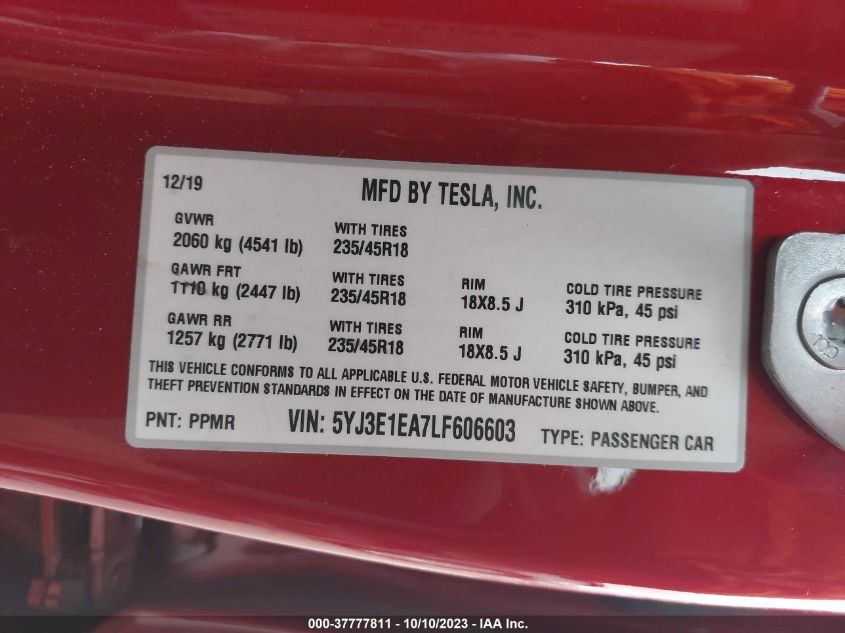 12/19 MFD BY TESLA, INC.
GVWR WITH TIRES
2060 kg (4541 lb) 235/45R18
GAWR FRT WITH TIRES RIM COLD TIRE PRESSURE
1110 kg (2447 lb) 235/45R18 18X8.5 J 310 kPa, 45 psi
GAWR RR WITH TIRES RIM COLD TIRE PRESSURE
1257 kg (2771 lb) 235/45R18 18X8.5 J 310 kPa, 45 psi
THIS VEHICLE CONFORMS TO ALL APPLICABLE U.S. FEDERAL MOTOR VEHICLE SAFETY, BUMPER, AND
THEFT PREVENTION STANDARDS IN EFFECT ON THE DATE OF MANUFACTURE SHOWN ABOVE.
PNT: PPMR VIN: 5YJ3E1EA7LF606603 TYPE: PASSENGER CAR
000-37777811 - 10/10/2023 - IAA Inc.